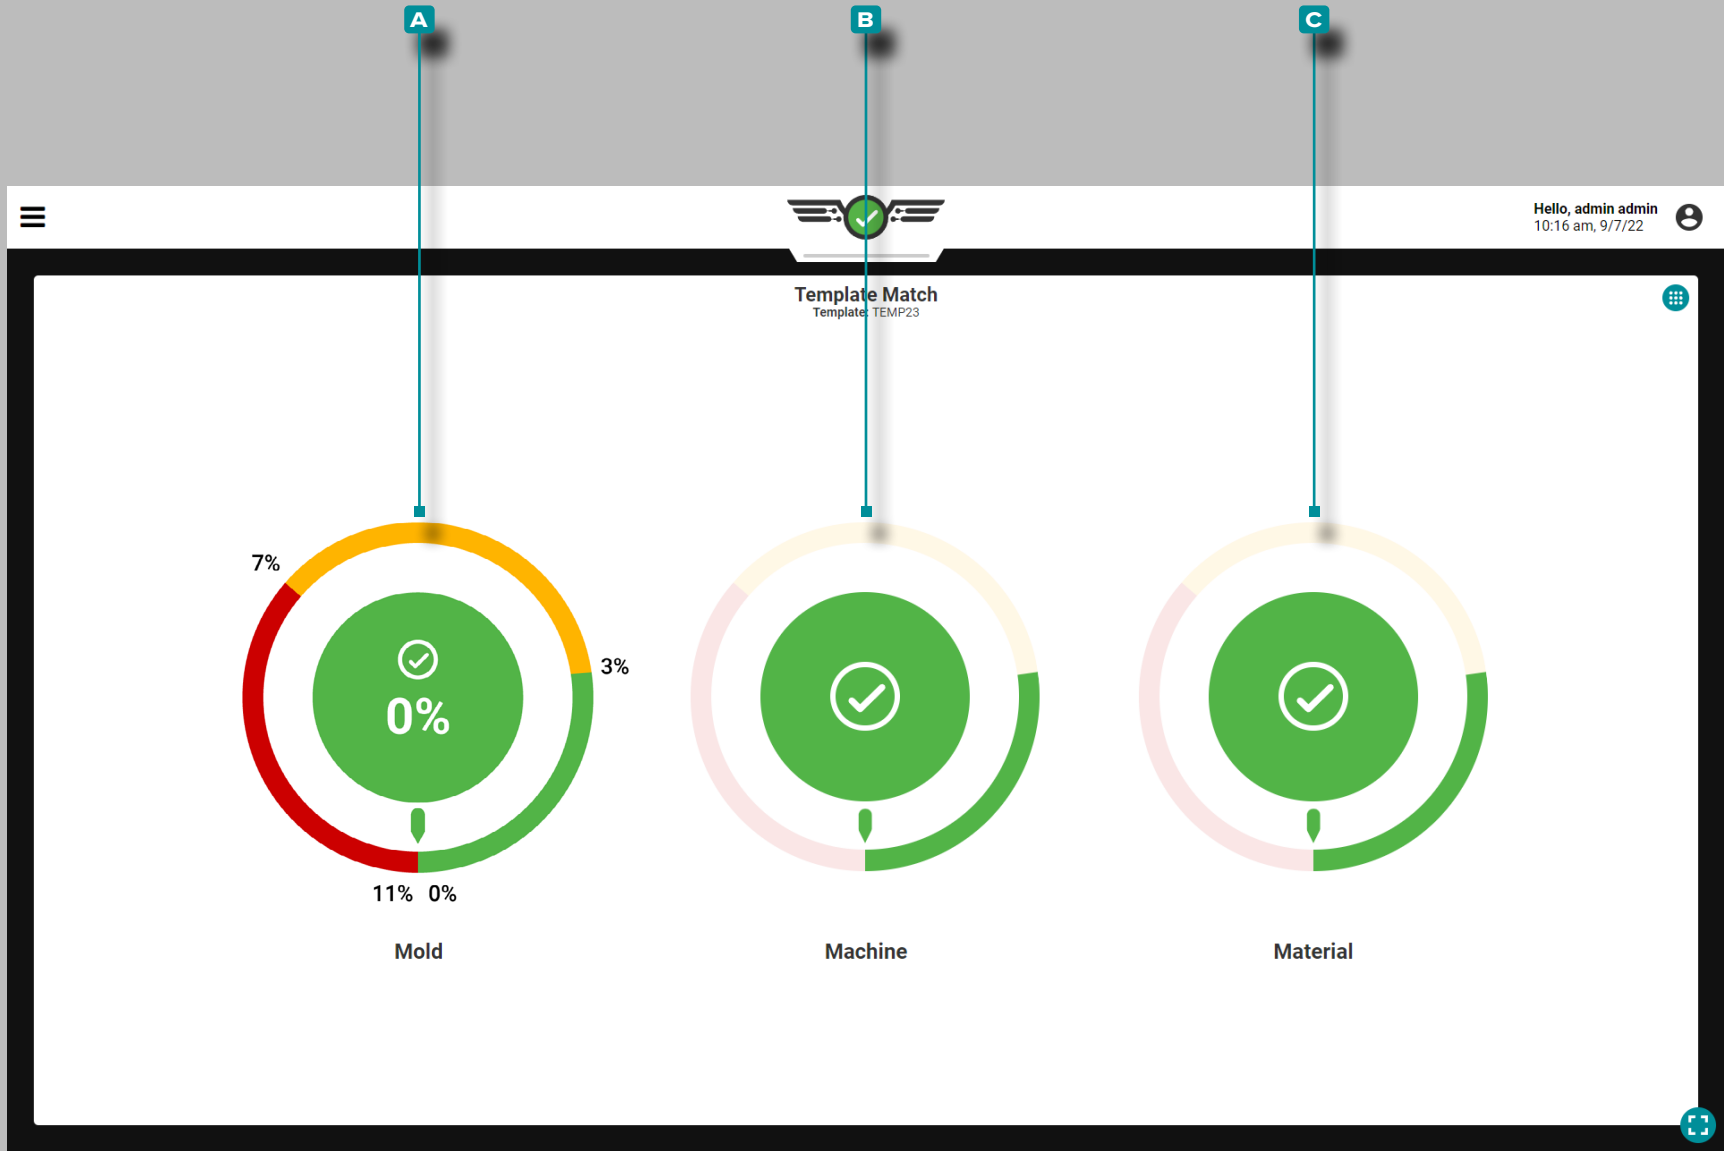 A
B
C
Hello, admin admin
10:16 am, 9/7/22
Template Match
Template: TEMP23
7%
3%
0%
11% 0%
Mold
Machine
Material